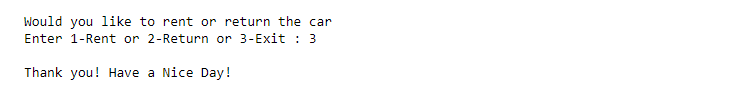 Would you like to rent or return the car
Enter 1-Rent or 2-Return or 3-Exit : 3
Thank you! Have a Nice Day!